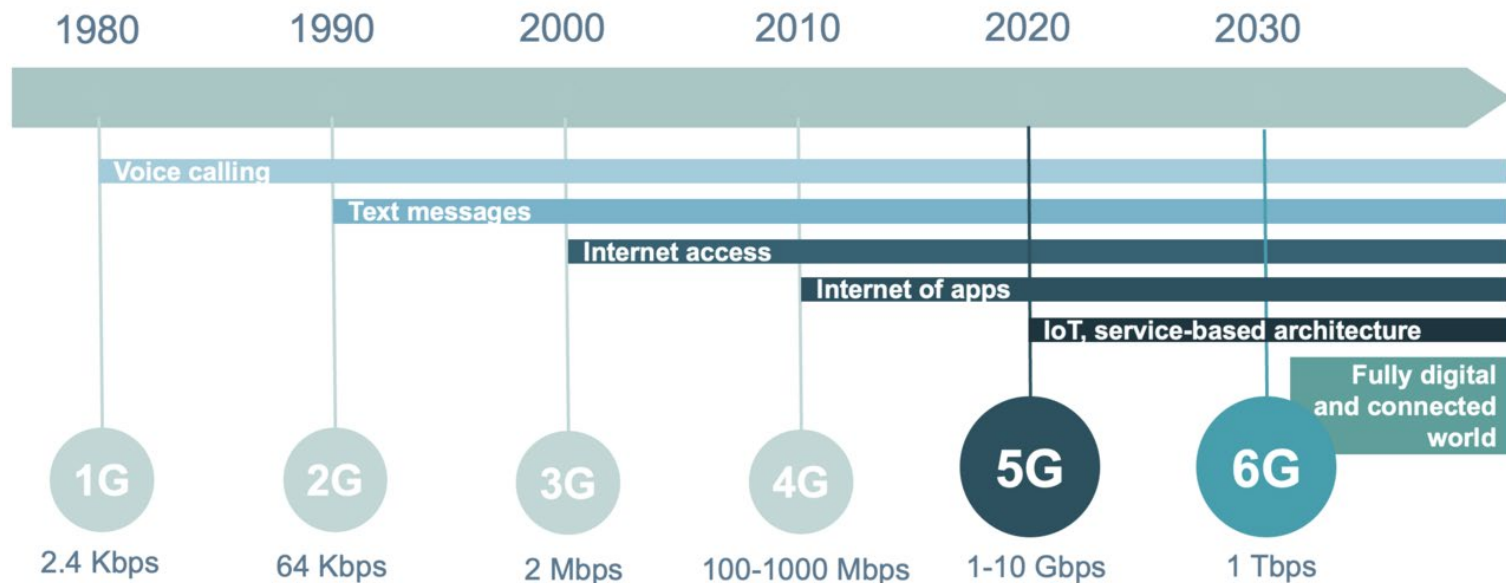 1980 1990 2000 2010 2020 2030
Voice calling
Text messages
Internet access
Internet of apps
IoT, service-based architecture
Fully digital
and connected
world
1G 2G 3G 4G 5G 6G
2.4 Kbps 64 Kbps 2 Mbps 100-1000 Mbps 1-10 Gbps 1 Tbps